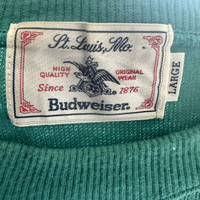 St. Louis, Mo.
HIGH QUALITY
ORIGINAL WEAR
Since 1876
Budweiser
LARGE